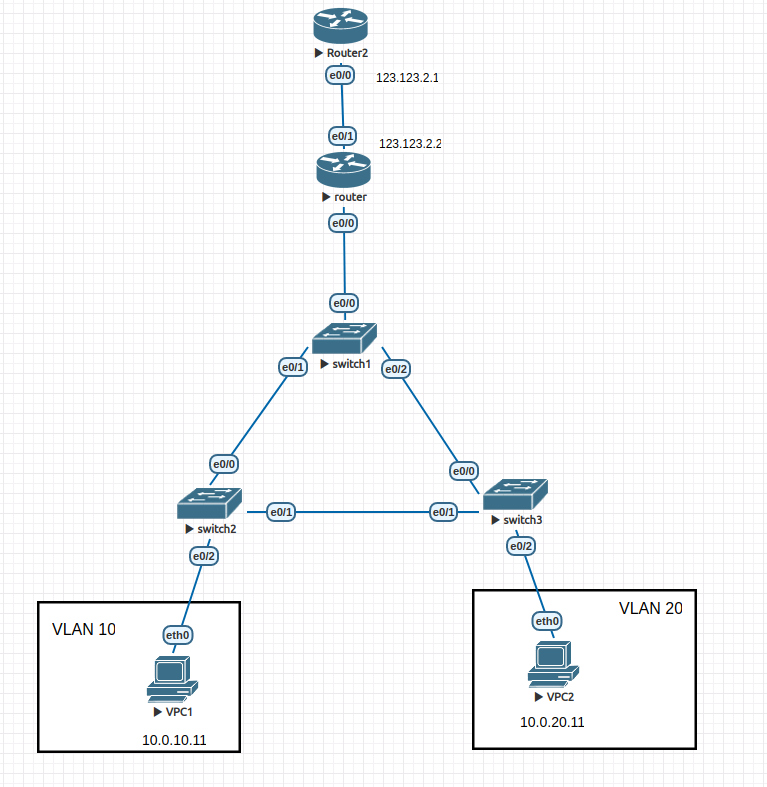 Router2
e0/0
123.123.2.1
e0/1
123.123.2.2
router
e0/0
e0/0
switch1
e0/1
e0/2
e0/0
e0/0
switch2
e0/1
e0/1
switch3
e0/2
e0/2
VLAN 10
VLAN 20
eth0
eth0
VPC1
VPC2
10.0.10.11
10.0.20.11